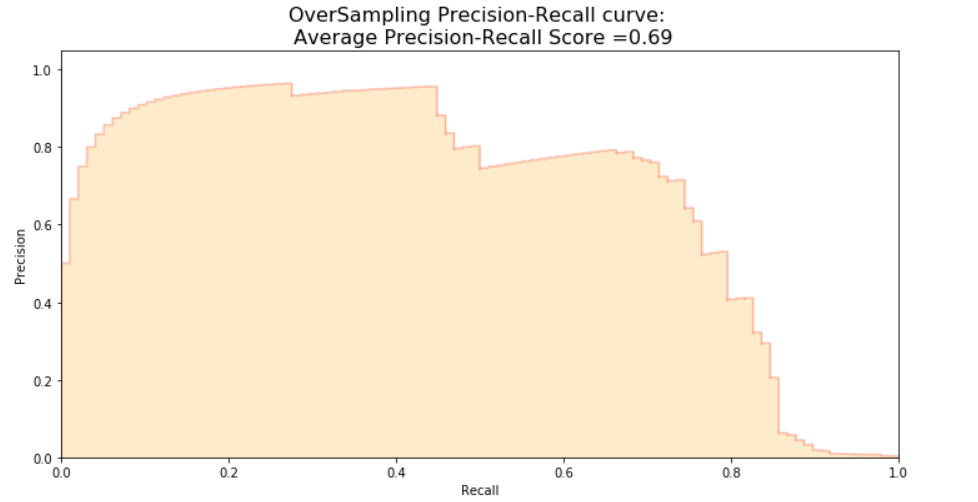 OverSampling Precision-Recall curve:
Average Precision-Recall Score =0.69
1.0
0.8
0.6
0.4
0.2
0.0
Precision
0.0 0.2 0.4 0.6 0.8 1.0
Recall